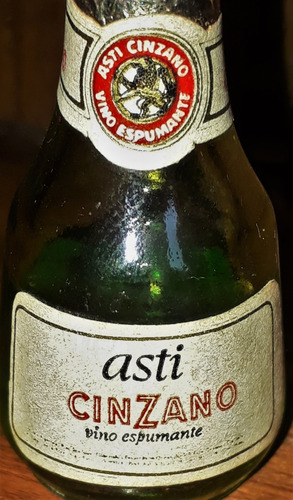 ASTI CINZANO
VINO ESPUMANTE
asti
CINZANO
vino espumante